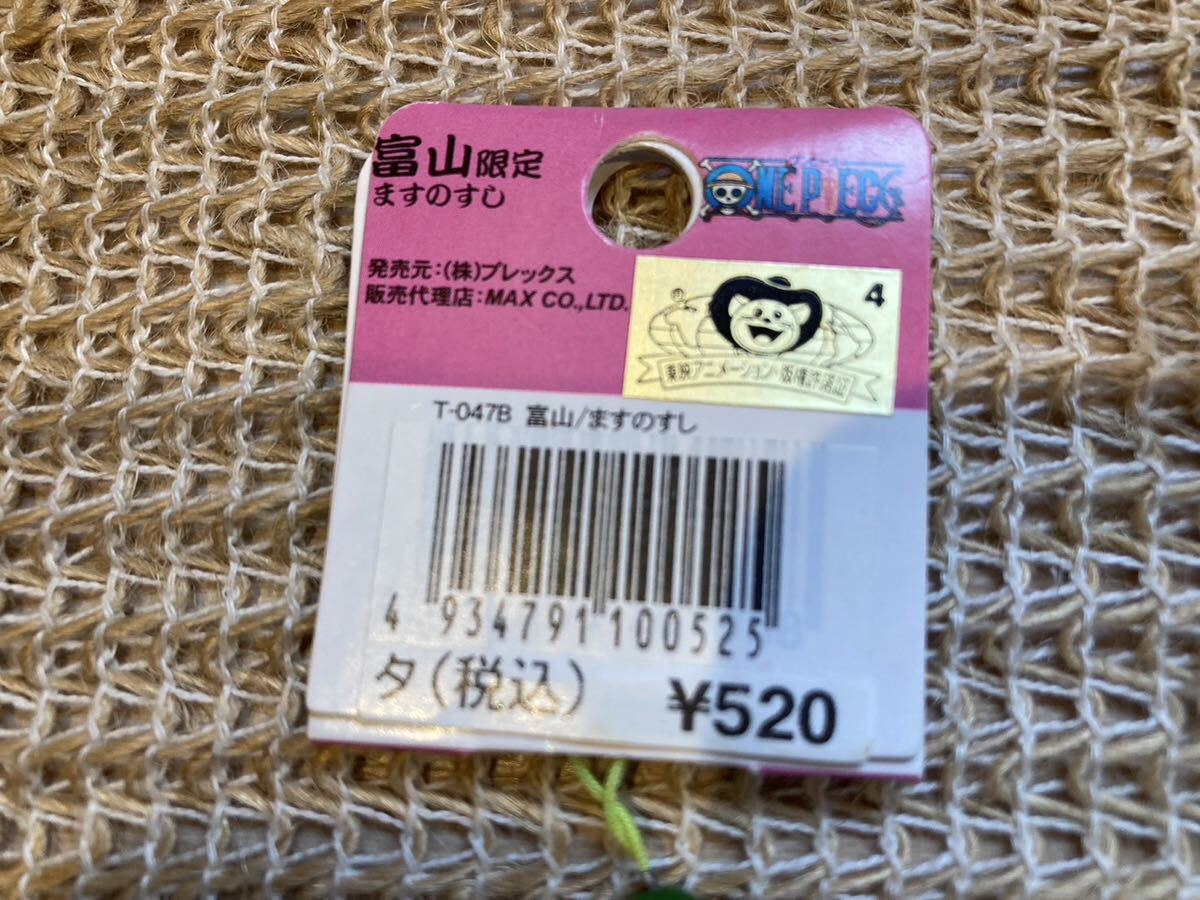 富山限定
ますのすし
ONE PIECE
発売元:(株)プレックス
販売代理店:MAX CO.,LTD.
4
東映アニメーション・版権許諾証
T-047B 富山/ますのすし
4 934791 100525
タ(税込) ¥520